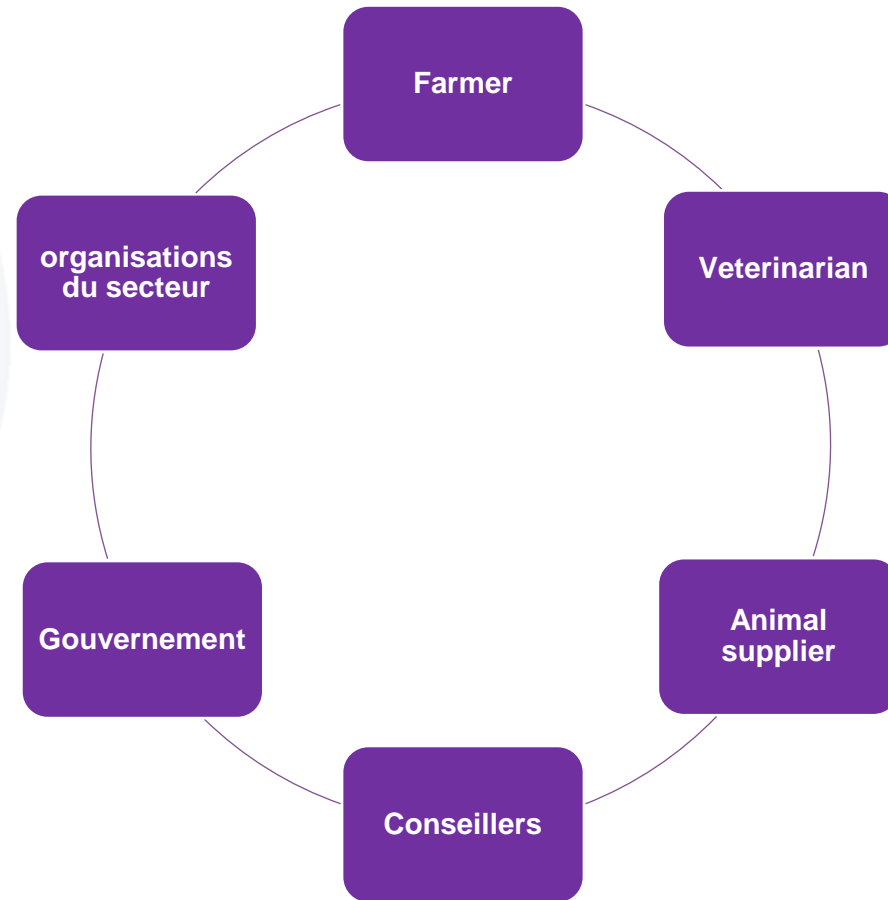 Farmer
Veterinarian
Animal
supplier
Conseillers
Gouvernement
organisations
du secteur